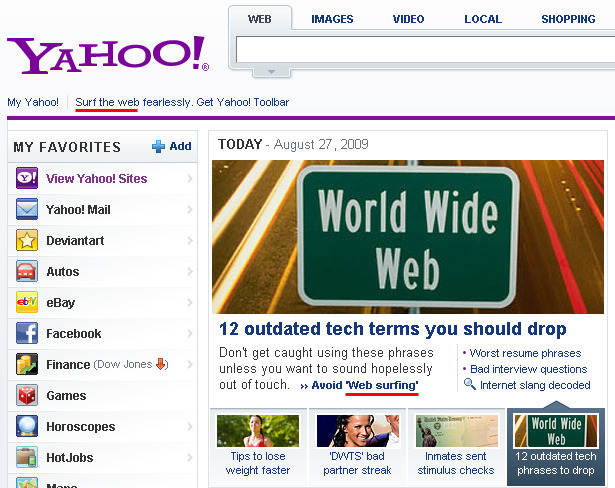 WEB IMAGES VIDEO LOCAL SHOPPING
YAHOO!®
My Yahoo! Surf the web fearlessly. Get Yahoo! Toolbar
MY FAVORITES Add
View Yahoo! Sites
Yahoo! Mail
Deviantart
Autos
eBay
Facebook
Finance (Dow Jones )
Games
Horoscopes
HotJobs
Maps
TODAY - August 27, 2009
World Wide
Web
12 outdated tech terms you should drop
Don't get caught using these phrases
unless you want to sound hopelessly
out of touch. ›› Avoid 'Web surfing'
• Worst resume phrases
• Bad interview questions
Internet slang decoded
Tips to lose
weight faster
'DWTS' bad
partner streak
Inmates sent
stimulus checks
World Wide
Web
12 outdated tech
phrases to drop